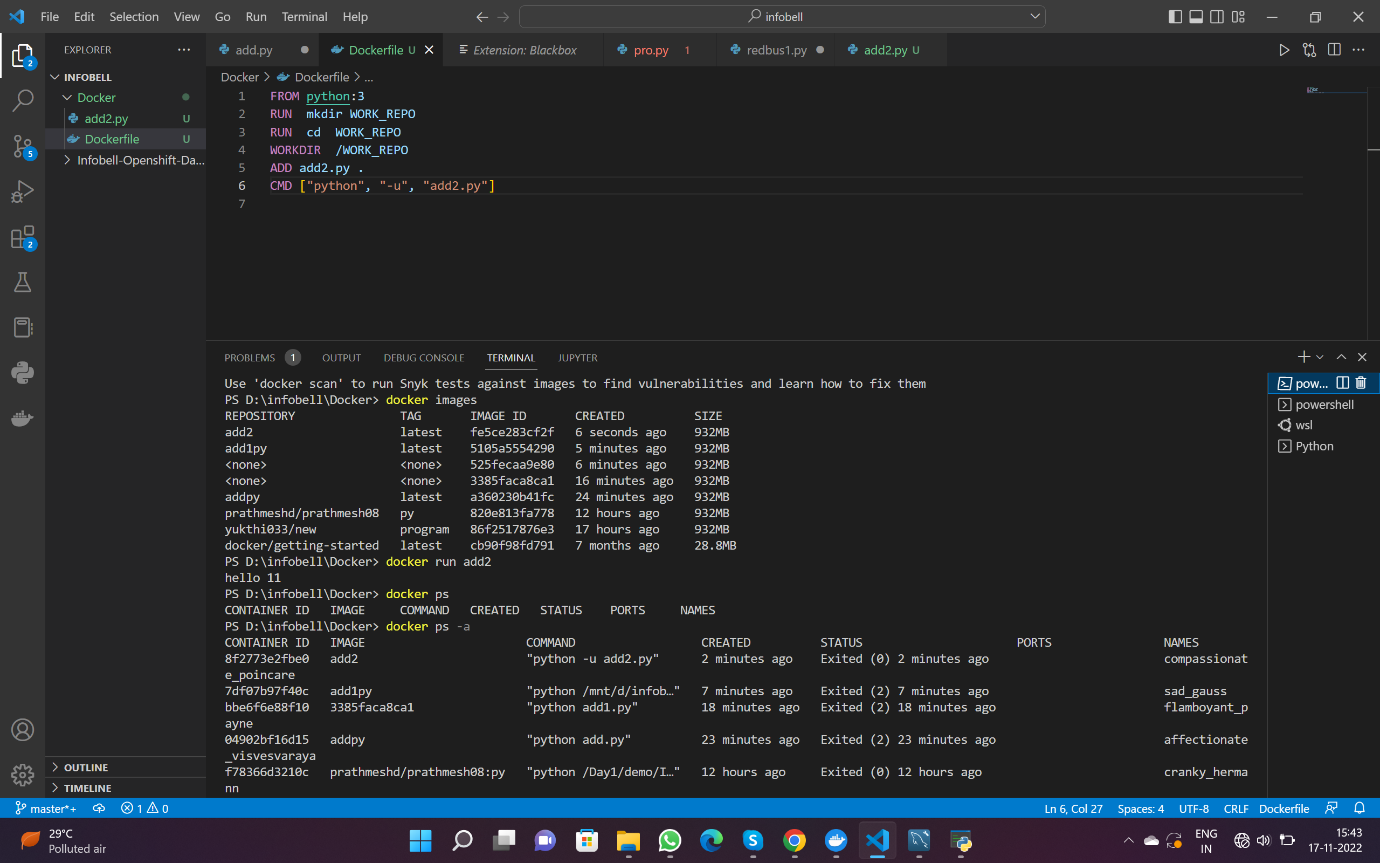 File Edit Selection View Go Run Terminal Help
infobell
EXPLORER
INFOBELL
Docker
add2.py U
Dockerfile U
Infobell-Openshift-Da...
OUTLINE
TIMELINE
2
5
2
add.py
Dockerfile U
Extension: Blackbox
pro.py 1
redbus1.py
add2.py U
Docker > Dockerfile > ...
1 FROM python:3
2 RUN mkdir WORK_REPO
3 RUN cd WORK_REPO
4 WORKDIR /WORK_REPO
5 ADD add2.py .
6 CMD ["python", "-u", "add2.py"]
7
PROBLEMS 1 OUTPUT DEBUG CONSOLE TERMINAL JUPYTER
Use 'docker scan' to run Snyk tests against images to find vulnerabilities and learn how to fix them
PS D:\infobell\Docker> docker images
REPOSITORY TAG IMAGE ID CREATED SIZE
add2 latest fe5ce283cf2f 6 seconds ago 932MB
add1py latest 5105a5554290 5 minutes ago 932MB
<none> <none> 525fecaa9e80 6 minutes ago 932MB
<none> <none> 3385faca8ca1 16 minutes ago 932MB
addpy latest a360230b41fc 24 minutes ago 932MB
prathmeshd/prathmesh08 py 820e813fa778 12 hours ago 932MB
yukthi033/new program 86f2517876e3 17 hours ago 932MB
docker/getting-started latest cb90f98fd791 7 months ago 28.8MB
PS D:\infobell\Docker> docker run add2
hello 11
PS D:\infobell\Docker> docker ps
CONTAINER ID IMAGE COMMAND CREATED STATUS PORTS NAMES
PS D:\infobell\Docker> docker ps -a
CONTAINER ID IMAGE COMMAND CREATED STATUS PORTS NAMES
8f2773e2fbe0 add2 "python -u add2.py" 2 minutes ago Exited (0) 2 minutes ago compassionat
e_poincare
7df07b97f40c add1py "python /mnt/d/infob…" 7 minutes ago Exited (2) 7 minutes ago sad_gauss
bbe6f6e88f10 3385faca8ca1 "python add1.py" 18 minutes ago Exited (2) 18 minutes ago flamboyant_p
ayne
04902bf16d15 addpy "python add.py" 23 minutes ago Exited (2) 23 minutes ago affectionate
_visvesvaraya
f78366d3210c prathmeshd/prathmesh08:py "python /Day1/demo/I…" 12 hours ago Exited (0) 12 hours ago cranky_herma
nn
pow...
powershell
wsl
Python
master*+ 1 0 Ln 6, Col 27 Spaces: 4 UTF-8 CRLF Dockerfile
29°C
Polluted air
ENG
IN
15:43
17-11-2022